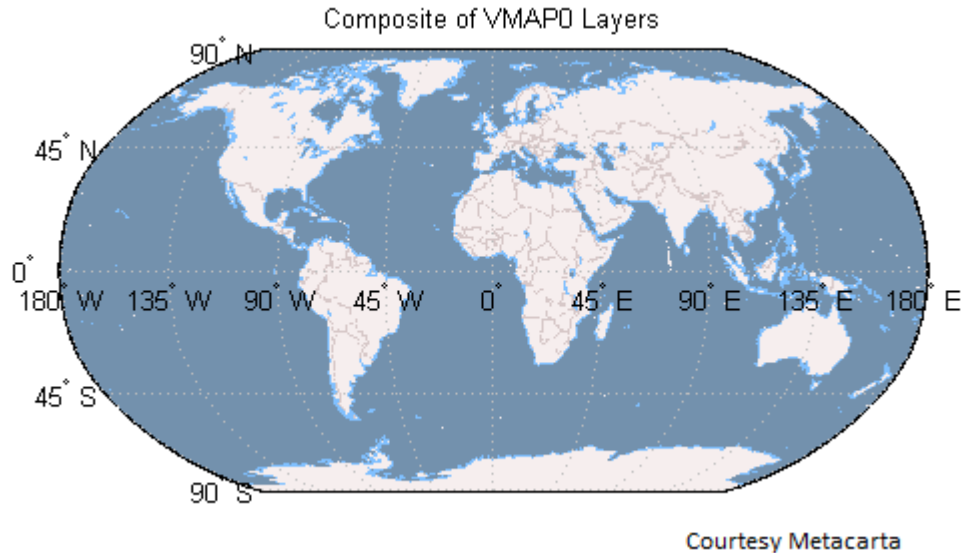 Composite of VMAP0 Layers
90° N
45° N
0°
180° W 135° W 90° W 45° W 0° 45° E 90° E 135° E 180° E
45° S
90° S
Courtesy Metacarta